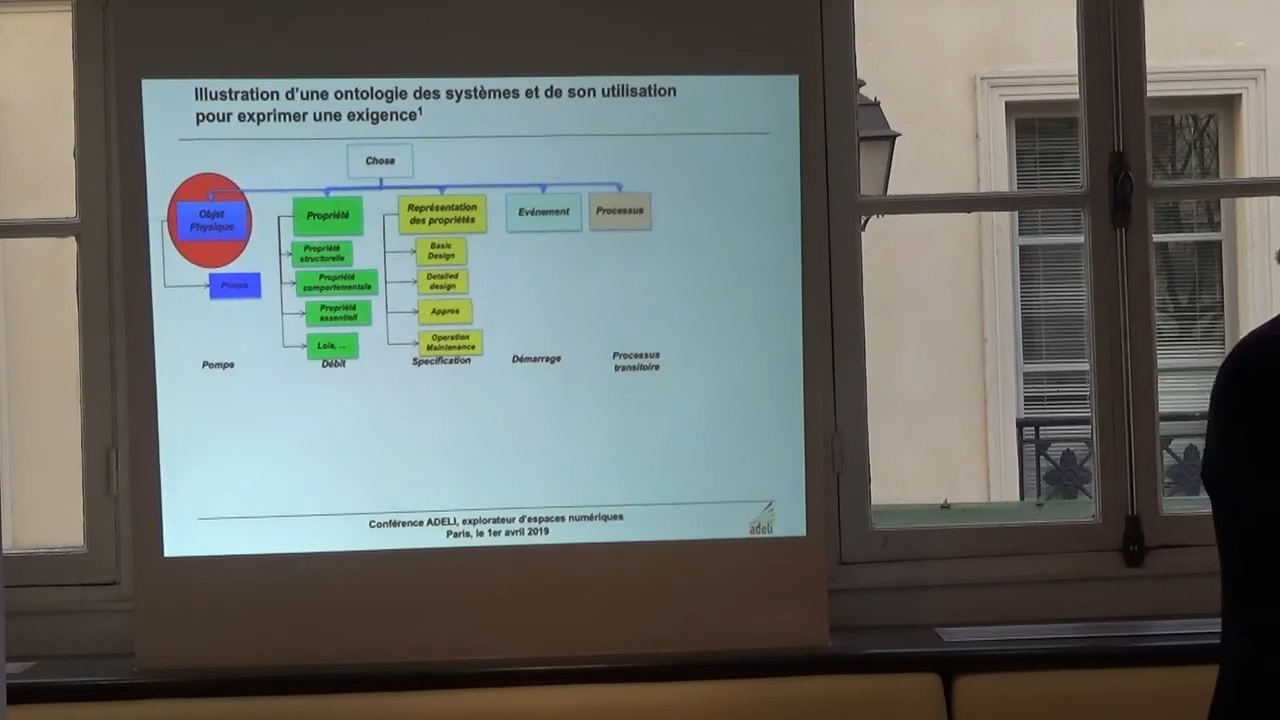 Illustration d'une ontologie des systèmes et de son utilisation
pour exprimer une exigence¹
Chose
Objet
Physique
Propriété
Représentation
des propriétés
Evénement
Processus
Pompe
Propriété
structurelle
Propriété
comportementale
Propriété
essentiell
Lois, ...
Basic
Design
Detailed
design
Appros
Operation
Maintenance
Pompe
Débit
Specification
Démarrage
Processus
transitoire
Conférence ADELI, explorateur d'espaces numériques
Paris, le 1er avril 2019
adeli